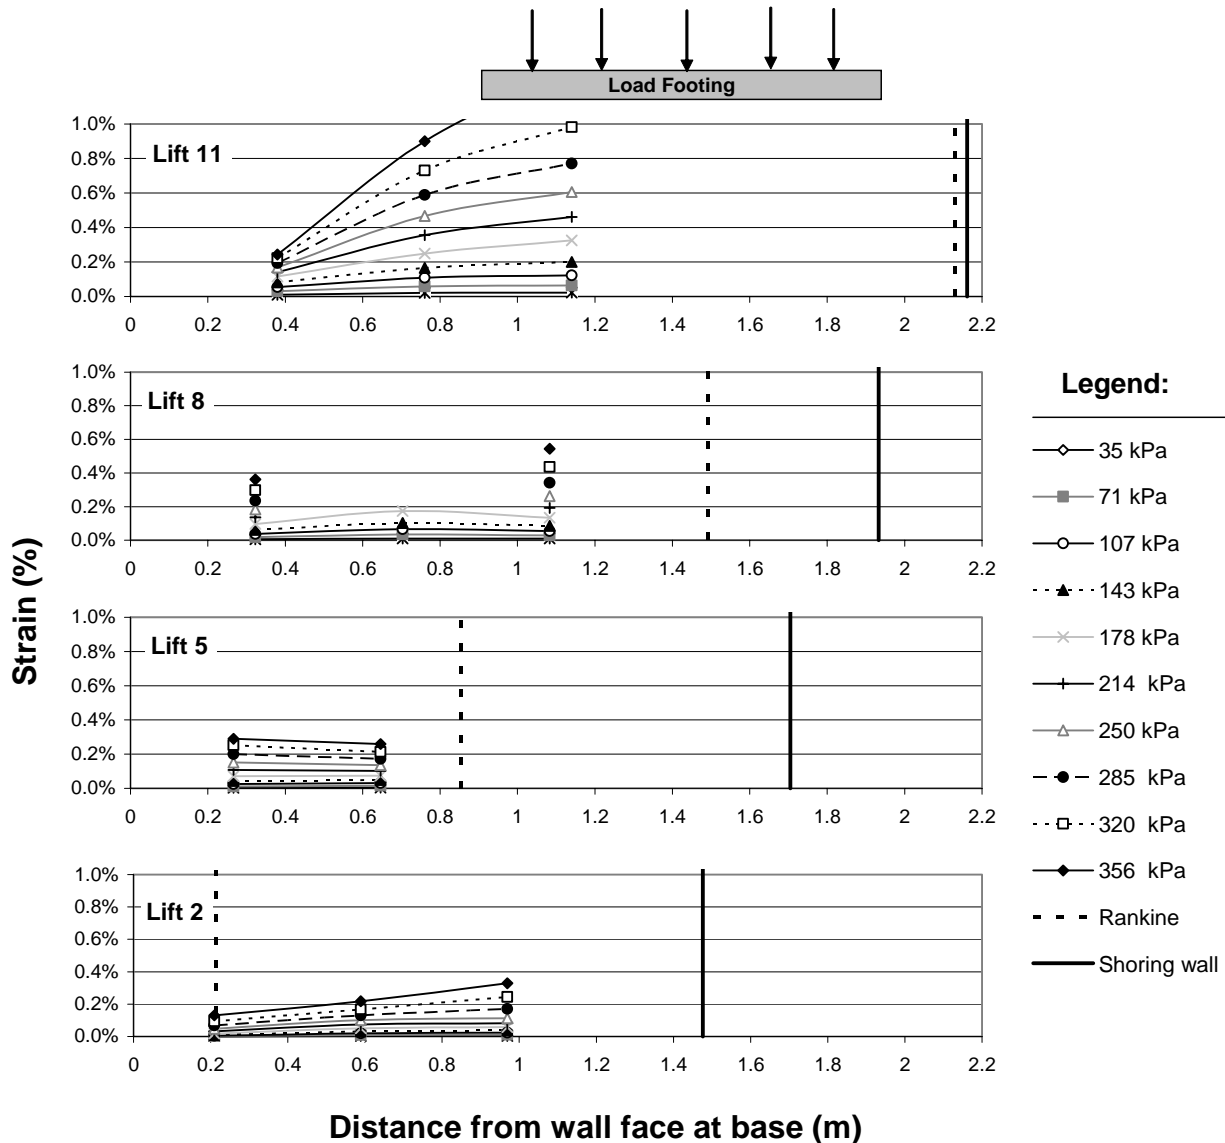 Load Footing
1.0%
0.8%
0.6%
0.4%
0.2%
0.0%
Lift 11
0 0.2 0.4 0.6 0.8 1 1.2 1.4 1.6 1.8 2 2.2
1.0%
0.8%
0.6%
0.4%
0.2%
0.0%
Lift 8
0 0.2 0.4 0.6 0.8 1 1.2 1.4 1.6 1.8 2 2.2
1.0%
0.8%
0.6%
0.4%
0.2%
0.0%
Lift 5
0 0.2 0.4 0.6 0.8 1 1.2 1.4 1.6 1.8 2 2.2
1.0%
0.8%
0.6%
0.4%
0.2%
0.0%
Lift 2
0 0.2 0.4 0.6 0.8 1 1.2 1.4 1.6 1.8 2 2.2
Strain (%)
Distance from wall face at base (m)
Legend:
35 kPa
71 kPa
107 kPa
143 kPa
178 kPa
214 kPa
250 kPa
285 kPa
320 kPa
356 kPa
Rankine
Shoring wall